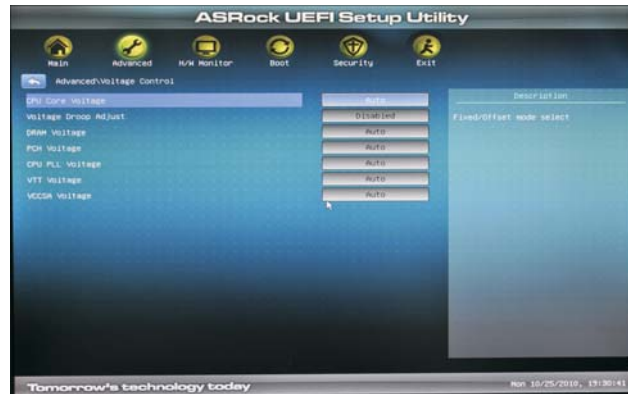 ASRock UEFI Setup Utility
Main Advanced H/W Monitor Boot Security Exit
Advanced\Voltage Control
CPU Core Voltage Auto
Voltage Droop Adjust Disabled
DRAM Voltage Auto
PCH Voltage Auto
CPU PLL Voltage Auto
VTT Voltage Auto
VCCSA Voltage Auto
Description
Fixed/Offset mode select
Tomorrow's technology today
Mon 10/25/2010, 19:30:41